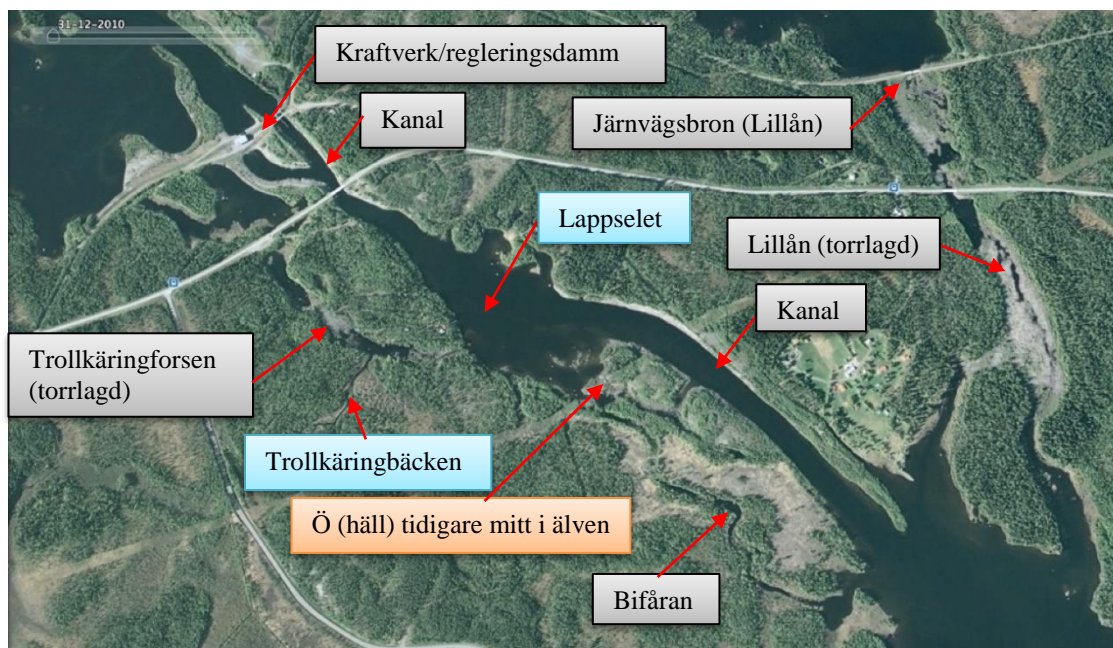 31-12-2010
Kraftverk/regleringsdamm
Kanal
Järnvägsbron (Lillån)
Lappselet
Lillån (torrlagd)
Kanal
Trollkäringforsen
(torrlagd)
Trollkäringbäcken
Ö (häll) tidigare mitt i älven
Bifåran